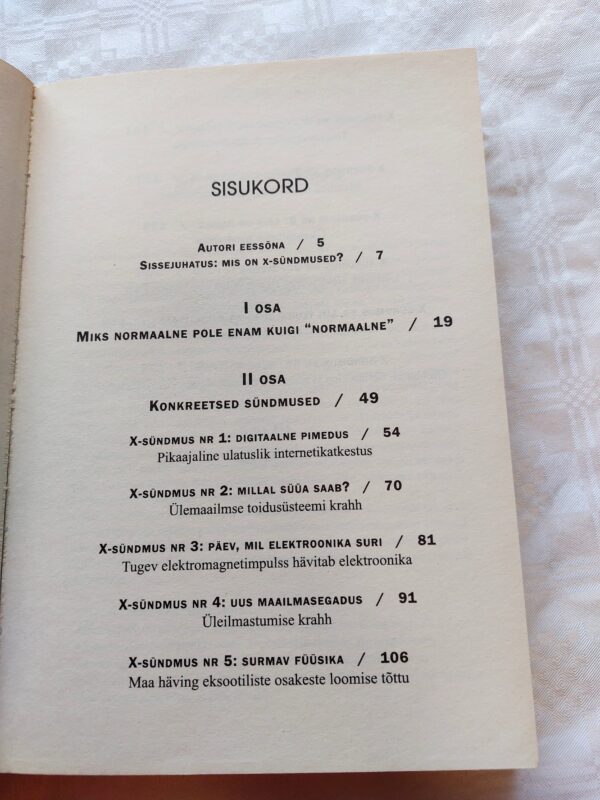 SISUKORD
AUTORI EESSÕNA / 5
SISSEJUHATUS: MIS ON X-SÜNDMUSED? / 7
I OSA
MIKS NORMAALNE POLE ENAM KUIGI “NORMAALNE” / 19
II OSA
KONKREETSED SÜNDMUSED / 49
X-SÜNDMUS NR 1: DIGITAALNE PIMEDUS / 54
Pikaajaline ulatuslik internetikatkestus
X-SÜNDMUS NR 2: MILLAL SÜÜA SAAB? / 70
Ülemaailmse toidusüsteemi krahh
X-SÜNDMUS NR 3: PÄEV, MIL ELEKTROONIKA SURI / 81
Tugev elektromagnetimpulss hävitab elektroonika
X-SÜNDMUS NR 4: UUS MAAILMASEGADUS / 91
Üleilmastumise krahh
X-SÜNDMUS NR 5: SURMAV FÜÜSIKA / 106
Maa häving eksootiliste osakeste loomise tõttu